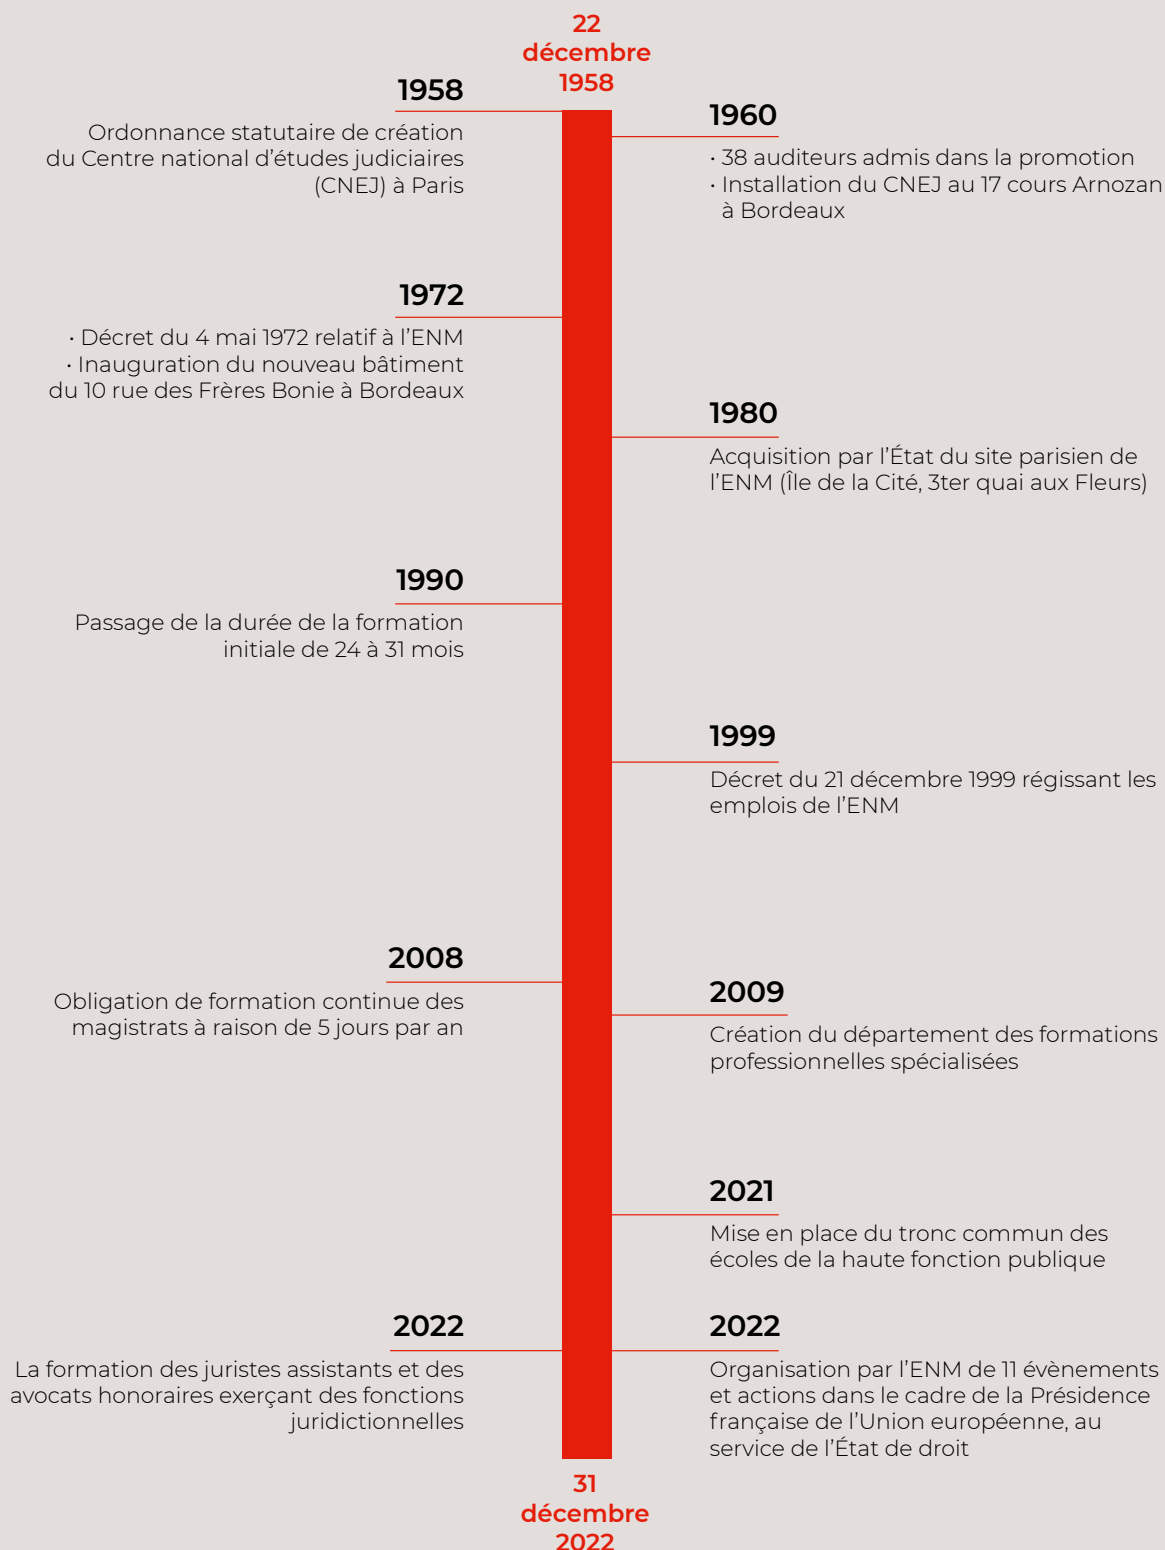 22
décembre
1958
1958
Ordonnance statutaire de création
du Centre national d’études judiciaires
(CNEJ) à Paris
1960
• 38 auditeurs admis dans la promotion
• Installation du CNEJ au 17 cours Arnozan
à Bordeaux
1972
• Décret du 4 mai 1972 relatif à l’ENM
• Inauguration du nouveau bâtiment
du 10 rue des Frères Bonie à Bordeaux
1980
Acquisition par l’État du site parisien de
l’ENM (Île de la Cité, 3ter quai aux Fleurs)
1990
Passage de la durée de la formation
initiale de 24 à 31 mois
1999
Décret du 21 décembre 1999 régissant les
emplois de l’ENM
2008
Obligation de formation continue des
magistrats à raison de 5 jours par an
2009
Création du département des formations
professionnelles spécialisées
2021
Mise en place du tronc commun des
écoles de la haute fonction publique
2022
La formation des juristes assistants et des
avocats honoraires exerçant des fonctions
juridictionnelles
2022
Organisation par l’ENM de 11 évènements
et actions dans le cadre de la Présidence
française de l’Union européenne, au
service de l’État de droit
31
décembre
2022